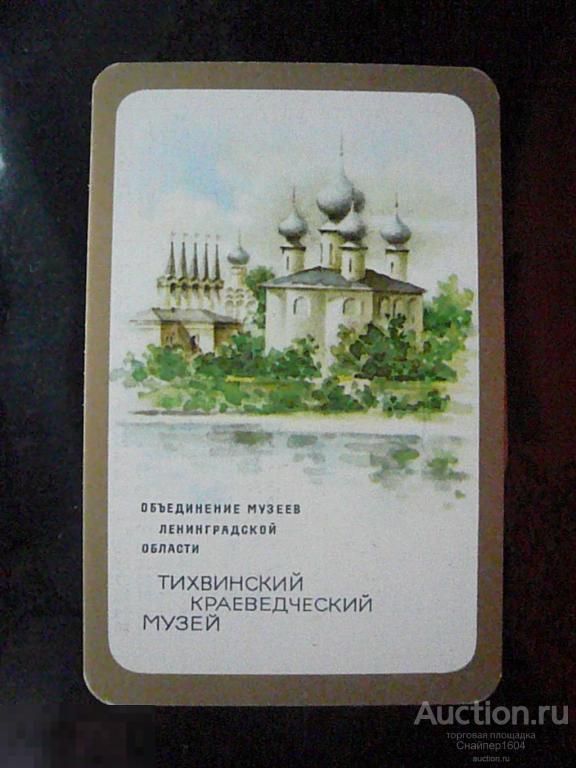 ОБЪЕДИНЕНИЕ МУЗЕЕВ
ЛЕНИНГРАДСКОЙ
ОБЛАСТИ
ТИХВИНСКИЙ
КРАЕВЕДЧЕСКИЙ
МУЗЕЙ
Auction.ru
торговая площадка
Снайпер1604
auction.ru